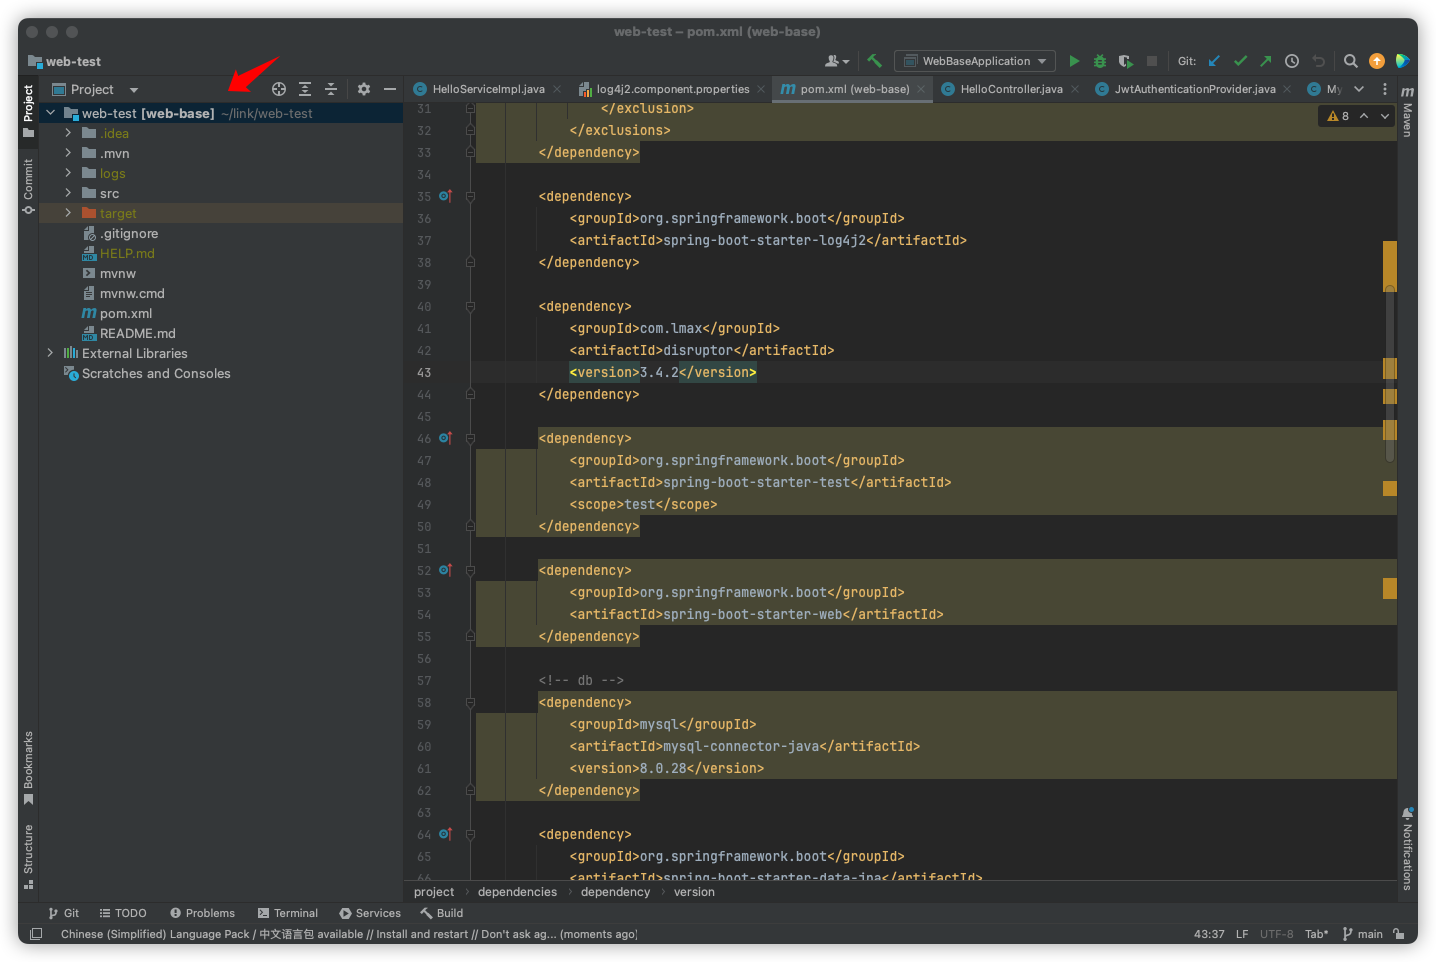 web-test – pom.xml (web-base)
web-test
WebBaseApplication
Git:
Project
HelloServiceImpl.java
log4j2.component.properties
pom.xml (web-base)
HelloController.java
JwtAuthenticationProvider.java
My
Project
Commit
Bookmarks
Structure
web-test [web-base] ~/link/web-test
.idea
.mvn
logs
src
target
.gitignore
HELP.md
mvnw
mvnw.cmd
pom.xml
README.md
External Libraries
Scratches and Consoles
8
31 </exclusion>
32 </exclusions>
33 </dependency>
34
35 <dependency>
36 <groupId>org.springframework.boot</groupId>
37 <artifactId>spring-boot-starter-log4j2</artifactId>
38 </dependency>
39
40 <dependency>
41 <groupId>com.lmax</groupId>
42 <artifactId>disruptor</artifactId>
43 <version>3.4.2</version>
44 </dependency>
45
46 <dependency>
47 <groupId>org.springframework.boot</groupId>
48 <artifactId>spring-boot-starter-test</artifactId>
49 <scope>test</scope>
50 </dependency>
51
52 <dependency>
53 <groupId>org.springframework.boot</groupId>
54 <artifactId>spring-boot-starter-web</artifactId>
55 </dependency>
56
57 <!-- db -->
58 <dependency>
59 <groupId>mysql</groupId>
60 <artifactId>mysql-connector-java</artifactId>
61 <version>8.0.28</version>
62 </dependency>
63
64 <dependency>
65 <groupId>org.springframework.boot</groupId>
66 <artifactId>spring-boot-starter-data-jpa</artifactId>
Maven
Notifications
project › dependencies › dependency › version
Git TODO Problems Terminal Services Build
Chinese (Simplified) Language Pack / 中文语言包 available // Install and restart // Don't ask ag... (moments ago)
43:37 LF UTF-8 Tab* main